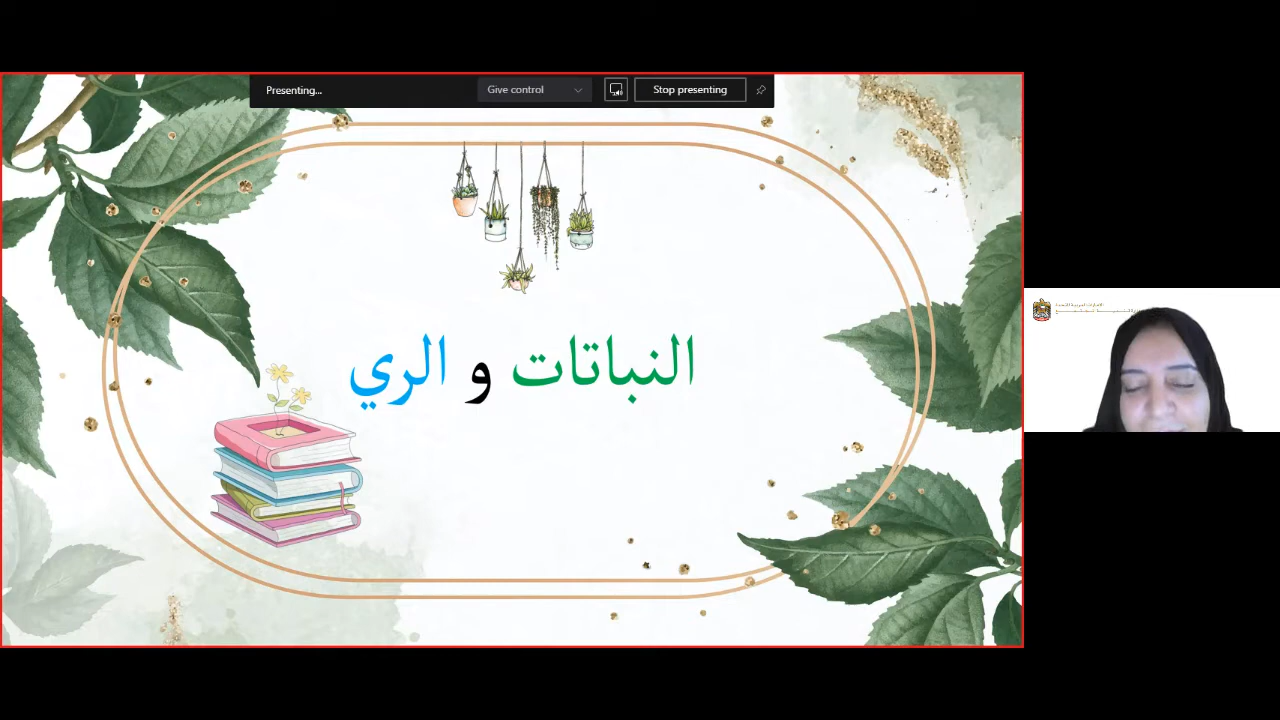 Presenting...
Give control
Stop presenting
النباتات و الري